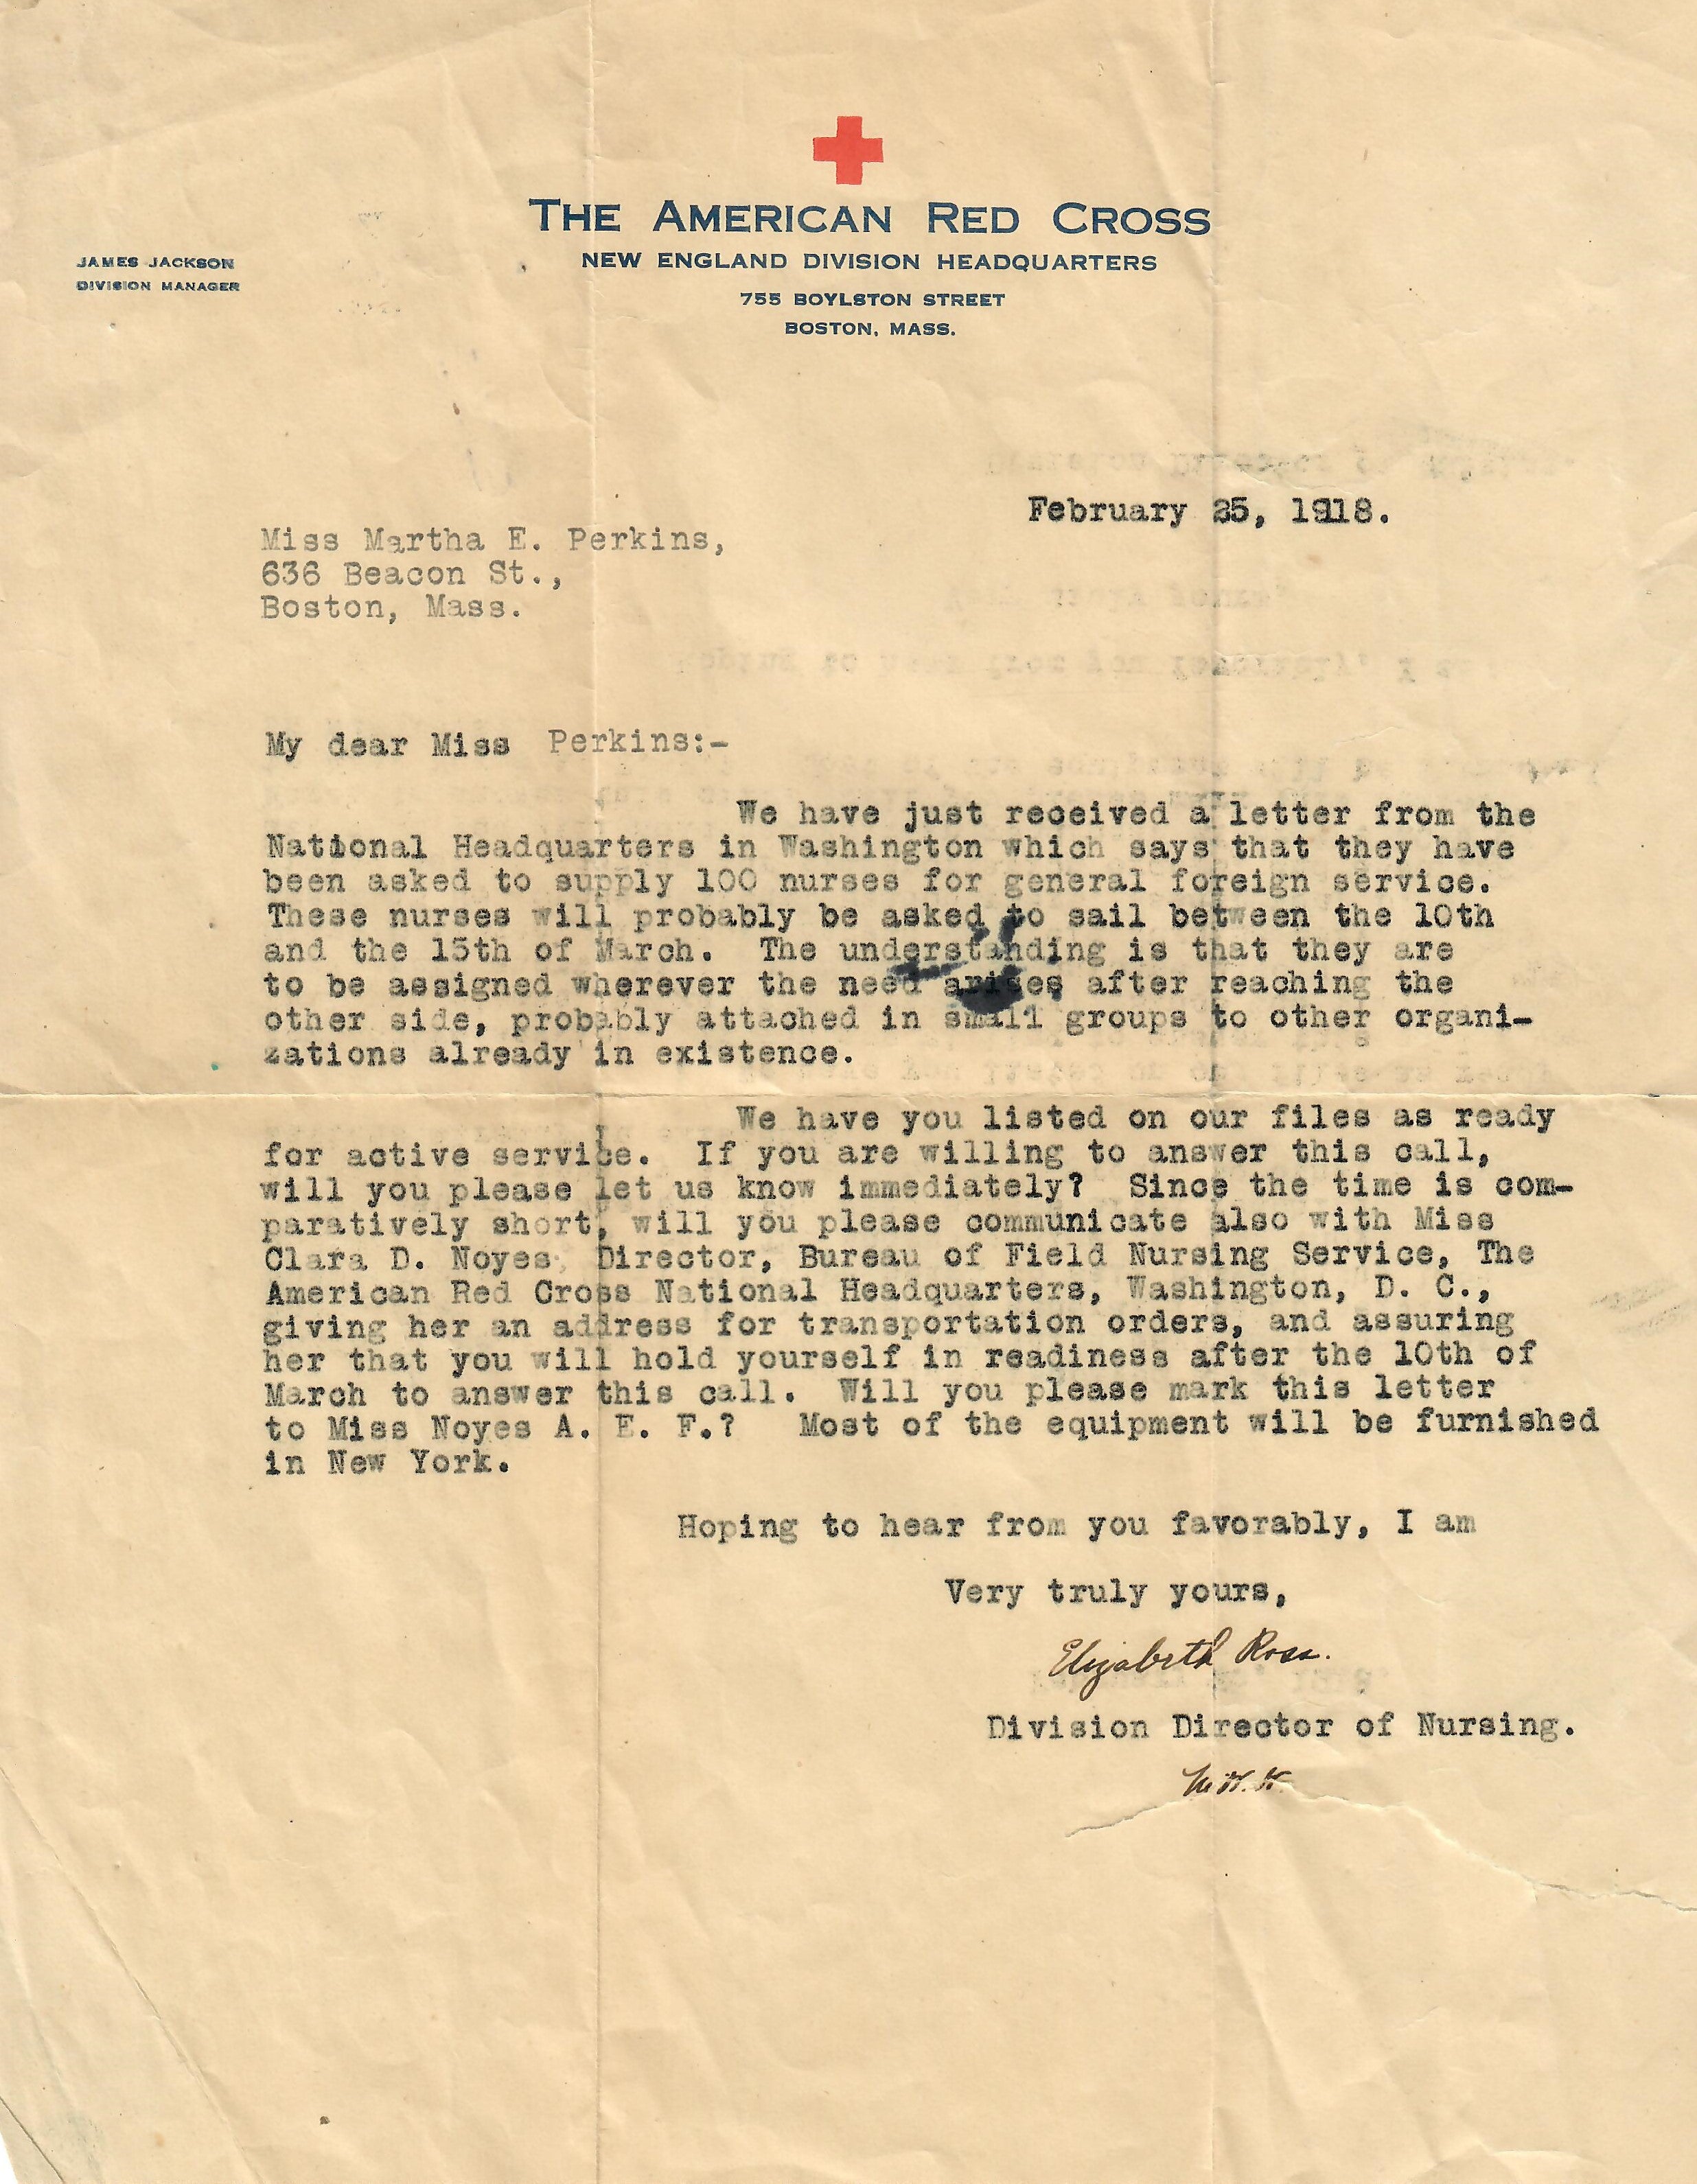 THE AMERICAN RED CROSS
NEW ENGLAND DIVISION HEADQUARTERS
755 BOYLSTON STREET
BOSTON, MASS.
JAMES JACKSON
DIVISION MANAGER
February 25, 1918.
Miss Martha E. Perkins,
636 Beacon St.,
Boston, Mass.
My dear Miss Perkins:-
We have just received a letter from the
National Headquarters in Washington which says that they have
been asked to supply 100 nurses for general foreign service.
These nurses will probably be asked to sail between the 10th
and the 15th of March. The understanding is that they are
to be assigned wherever the need arises after reaching the
other side, probably attached in small groups to other organi-
zations already in existence.
We have you listed on our files as ready
for active service. If you are willing to answer this call,
will you please let us know immediately? Since the time is com-
paratively short, will you please communicate also with Miss
Clara D. Noyes, Director, Bureau of Field Nursing Service, The
American Red Cross National Headquarters, Washington, D. C.,
giving her an address for transportation orders, and assuring
her that you will hold yourself in readiness after the 10th of
March to answer this call. Will you please mark this letter
to Miss Noyes A. E. F.? Most of the equipment will be furnished
in New York.
Hoping to hear from you favorably, I am
Very truly yours,
Elizabeth Ross.
Division Director of Nursing.